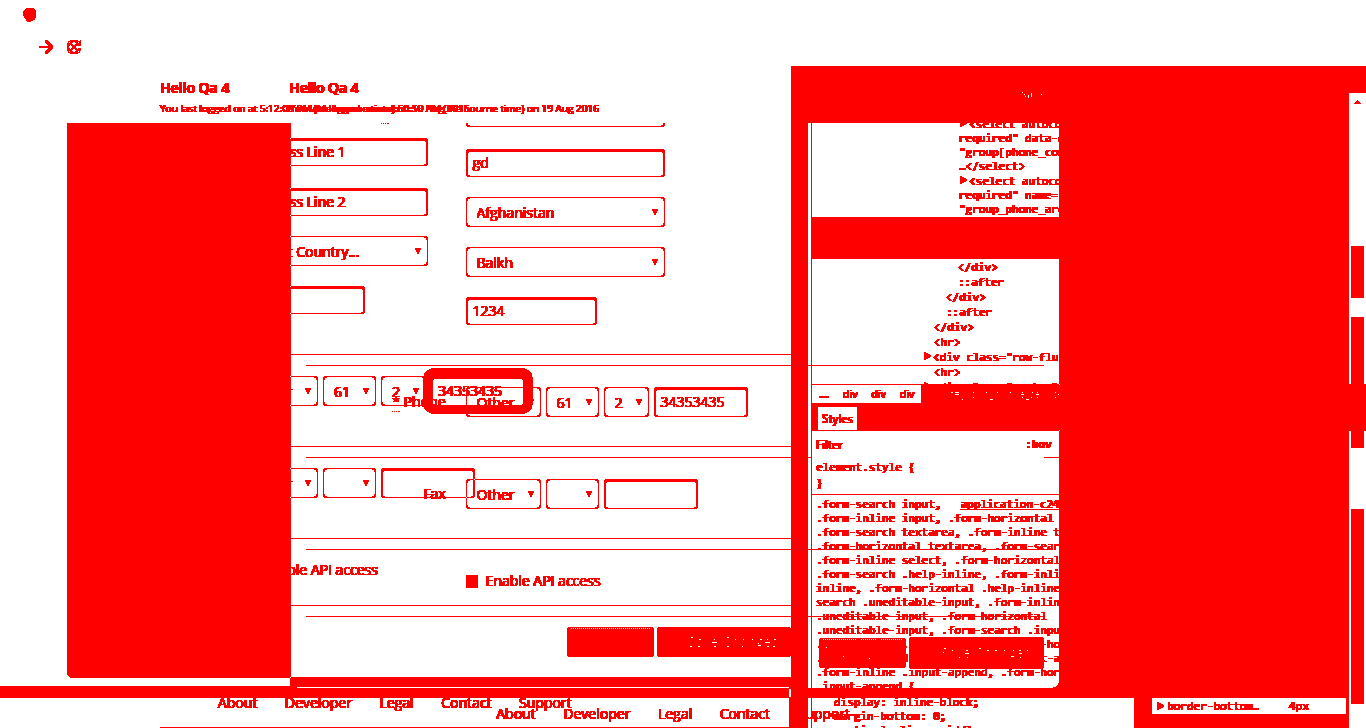 Hello Qa 4 Hello Qa 4
You last logged on at 5:12: ourne time) on 19 Aug 2016
<select autoco
required" data-
ss Line 1
"group[phone_co
gd
…</select>
<select autoco
required" name=
ss Line 2
"group_phone_ar
Afghanistan
Country...
Balkh
</div>
::after
</div>
1234
::after
</div>
<hr>
<div class="row-flu
<hr>
61 2 34353435
… div div div
* Phone Other 61 2 34353435
Styles
Filter :hov
element.style {
}
Fax Other
.form-search input, application-c24
.form-inline input, .form-horizontal
.form-search textarea, .form-inline t
.form-horizontal textarea, .form-sear
.form-inline select, .form-horizontal
ble API access
.form-search .help-inline, .form-inli
Enable API access
inline, .form-horizontal .help-inline
search .uneditable-input, .form-inlin
.uneditable-input, .form-horizontal
.uneditable-input, .form-search .inpu
.form-inline .input-append, .form-hor
.input-append {
About Developer Legal Contact Support
display: inline-block;
border-bottom… 4px
About Developer Legal Contact upport
margin-bottom: 0;